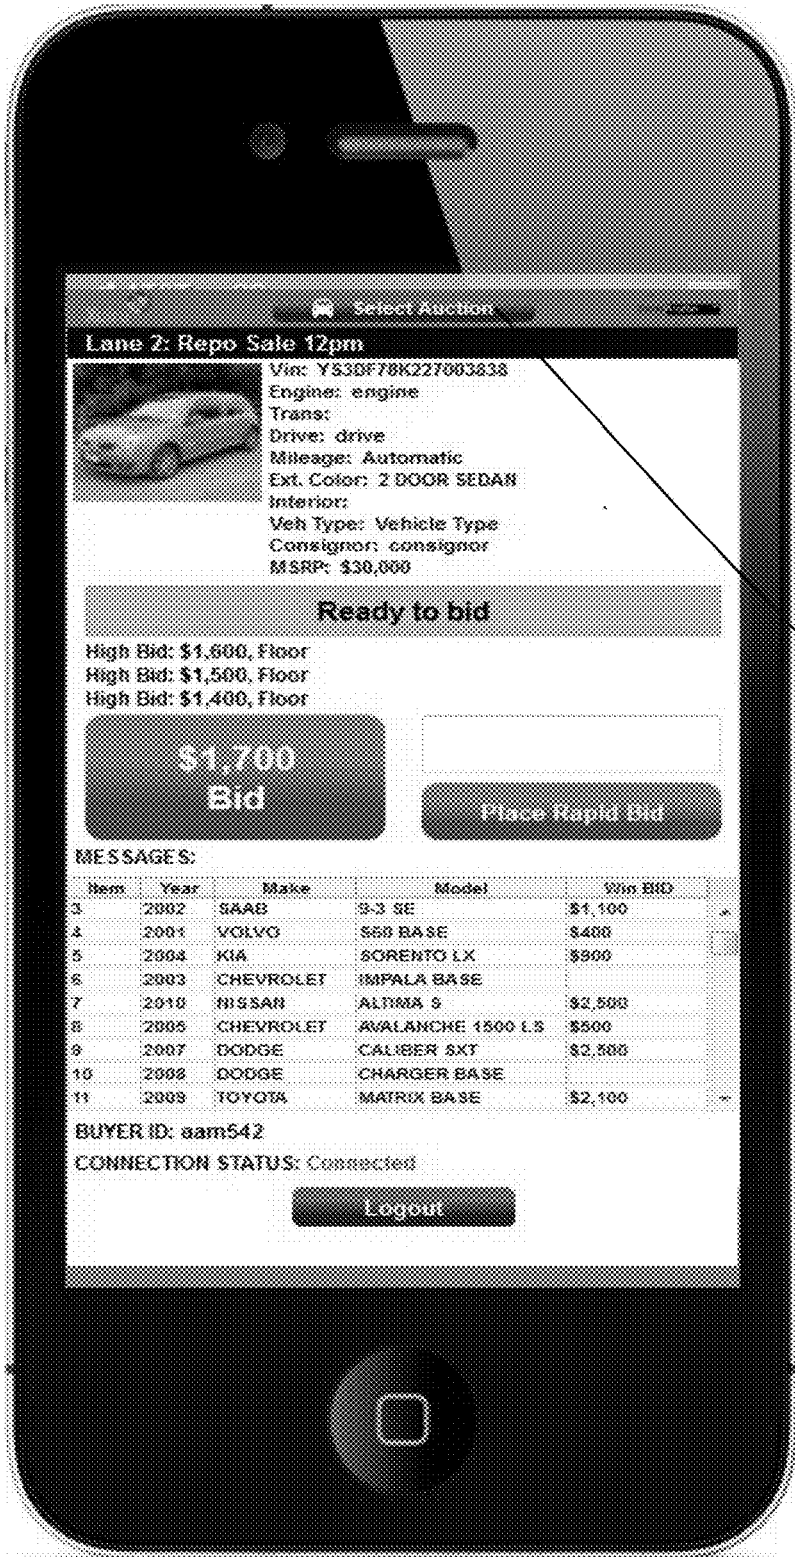 Select Auction
Lane 2: Repo Sale 12pm
Vin: YS3DF78K227003838
Engine: engine
Trans:
Drive: drive
Mileage: Automatic
Ext. Color: 2 DOOR SEDAN
Interior:
Veh Type: Vehicle Type
Consignor: consignor
MSRP: $30,000
Ready to bid
High Bid: $1,600, Floor
High Bid: $1,500, Floor
High Bid: $1,400, Floor
$1,700
Bid
Place Rapid Bid
MESSAGES:
Item Year Make Model Win BID
3 2002 SAAB 9-3 SE $1,100
4 2001 VOLVO S60 BASE $400
5 2004 KIA SORENTO LX $900
6 2003 CHEVROLET IMPALA BASE
7 2010 NISSAN ALTIMA S $2,500
8 2005 CHEVROLET AVALANCHE 1500 LS $500
9 2007 DODGE CALIBER SXT $2,500
10 2008 DODGE CHARGER BASE
11 2009 TOYOTA MATRIX BASE $2,100
BUYER ID: aam542
CONNECTION STATUS: Connected
Logout